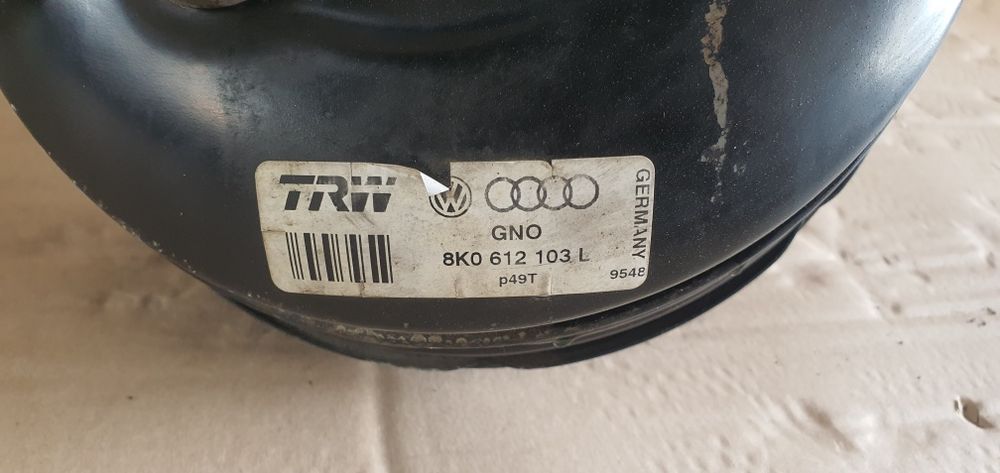 TRW
GNO
8K0 612 103 L
p49T
9548
GERMANY